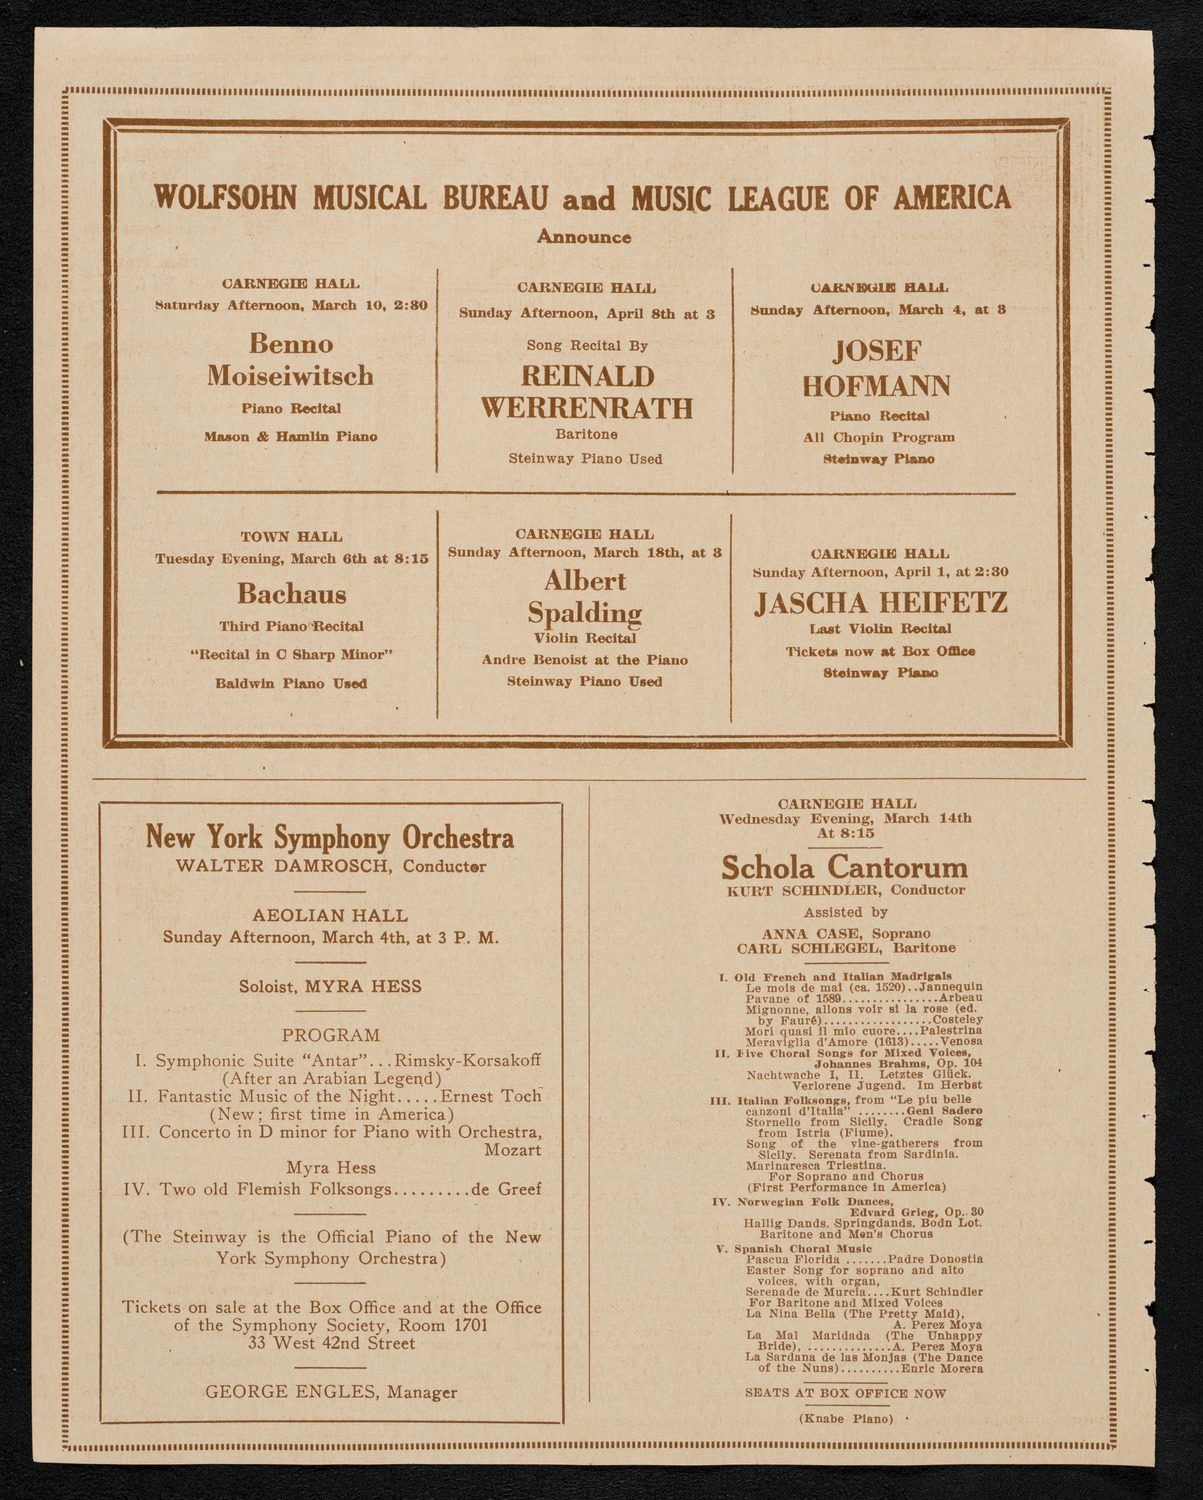 WOLFSOHN MUSICAL BUREAU and MUSIC LEAGUE OF AMERICA
Announce
CARNEGIE HALL
Saturday Afternoon, March 10, 2:30
Benno
Moiseiwitsch
Piano Recital
Mason & Hamlin Piano
CARNEGIE HALL
Sunday Afternoon, April 8th at 3
Song Recital By
REINALD
WERRENRATH
Baritone
Steinway Piano Used
CARNEGIE HALL
Sunday Afternoon, March 4, at 3
JOSEF
HOFMANN
Piano Recital
All Chopin Program
Steinway Piano
TOWN HALL
Tuesday Evening, March 6th at 8:15
Bachaus
Third Piano Recital
"Recital in C Sharp Minor"
Baldwin Piano Used
CARNEGIE HALL
Sunday Afternoon, March 18th, at 3
Albert
Spalding
Violin Recital
Andre Benoist at the Piano
Steinway Piano Used
CARNEGIE HALL
Sunday Afternoon, April 1, at 2:30
JASCHA HEIFETZ
Last Violin Recital
Tickets now at Box Office
Steinway Piano
New York Symphony Orchestra
WALTER DAMROSCH, Conductor
AEOLIAN HALL
Sunday Afternoon, March 4th, at 3 P. M.
Soloist, MYRA HESS
PROGRAM
I. Symphonic Suite "Antar"...Rimsky-Korsakoff
(After an Arabian Legend)
II. Fantastic Music of the Night.....Ernest Toch
(New; first time in America)
III. Concerto in D minor for Piano with Orchestra,
Mozart
Myra Hess
IV. Two old Flemish Folksongs.........de Greef
(The Steinway is the Official Piano of the New
York Symphony Orchestra)
Tickets on sale at the Box Office and at the Office
of the Symphony Society, Room 1701
33 West 42nd Street
GEORGE ENGLES, Manager
CARNEGIE HALL
Wednesday Evening, March 14th
At 8:15
Schola Cantorum
KURT SCHINDLER, Conductor
Assisted by
ANNA CASE, Soprano
CARL SCHLEGEL, Baritone
I. Old French and Italian Madrigals
Le mois de mai (ca. 1520)..Jannequin
Pavane of 1589...............Arbeau
Mignonne, allons voir si la rose (ed.
by Fauré).................Costeley
Mori quasi il mio cuore....Palestrina
Meraviglia d'Amore (1613).....Venosa
II. Five Choral Songs for Mixed Voices,
Johannes Brahms, Op. 104
Nachtwache I, II. Letztes Glück.
Verlorene Jugend. Im Herbst
III. Italian Folksongs, from "Le piu belle
canzoni d'Italia" ........Geni Sadero
Stornello from Sicily. Cradle Song
from Istria (Fiume).
Song of the vine-gatherers from
Sicily. Serenata from Sardinia.
Marinaresca Triestina.
For Soprano and Chorus
(First Performance in America)
IV. Norwegian Folk Dances,
Edvard Grieg, Op. 30
Hallig Dands. Springdands. Bodn Lot.
Baritone and Men's Chorus
V. Spanish Choral Music
Pascua Florida .......Padre Donostia
Easter Song for soprano and alto
voices, with organ,
Serenade de Murcia....Kurt Schindler
For Baritone and Mixed Voices
La Nina Bella (The Pretty Maid),
A. Perez Moya
La Mal Maridada (The Unhappy
Bride), .............A. Perez Moya
La Sardana de las Monjas (The Dance
of the Nuns)..........Enric Morera
SEATS AT BOX OFFICE NOW
(Knabe Piano)